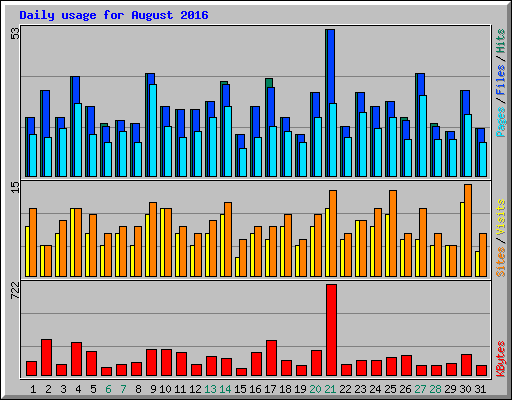 Daily usage for August 2016
53
Pages / Files / Hits
15
Sites / Visits
722
KBytes
1 2 3 4 5 6 7 8 9 10 11 12 13 14 15 16 17 18 19 20 21 22 23 24 25 26 27 28 29 30 31